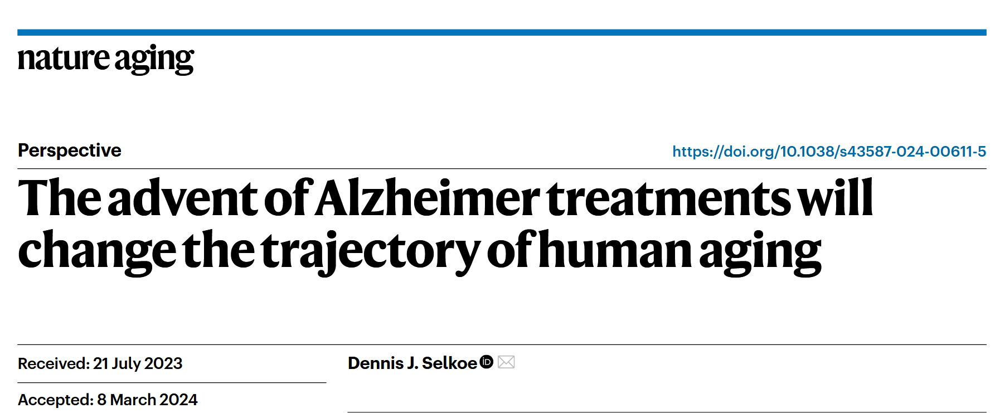 nature aging
Perspective
https://doi.org/10.1038/s43587-024-00611-5
The advent of Alzheimer treatments will
change the trajectory of human aging
Received: 21 July 2023
Dennis J. Selkoe
Accepted: 8 March 2024